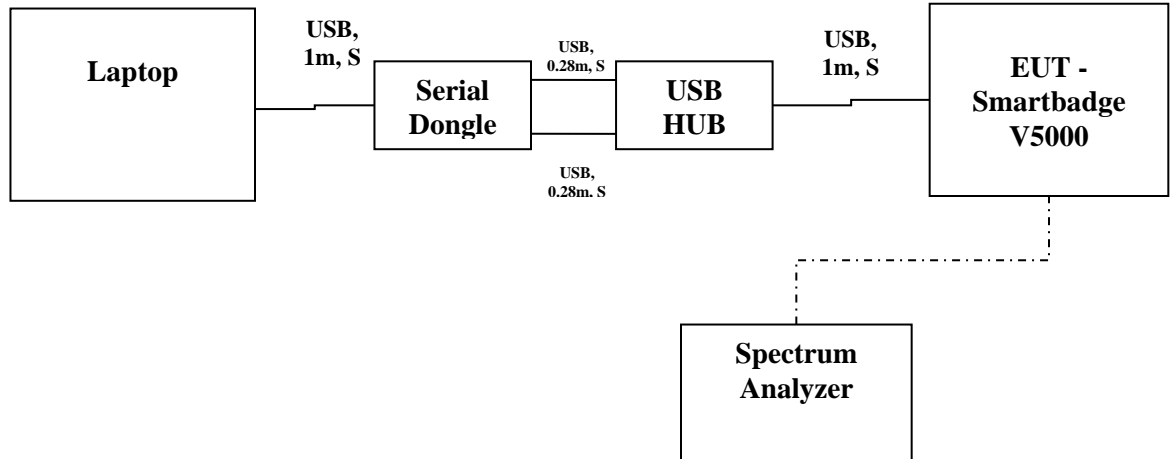 Laptop
USB,
1m, S
Serial
Dongle
USB,
0.28m, S
USB,
0.28m, S
USB
HUB
USB,
1m, S
EUT -
Smartbadge
V5000
Spectrum
Analyzer